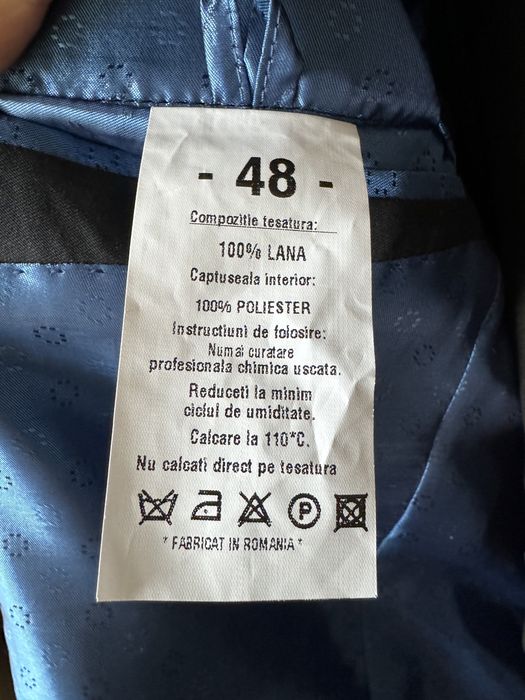 - 48 -
Compozitie tesatura:
100% LANA
Captuseala interior:
100% POLIESTER
Instructiuni de folosire:
Numai curatare
profesionala chimica uscata.
Reduceti la minim
ciclul de umiditate.
Calcare la 110°C.
Nu calcati direct pe tesatura
P
* FABRICAT IN ROMANIA *